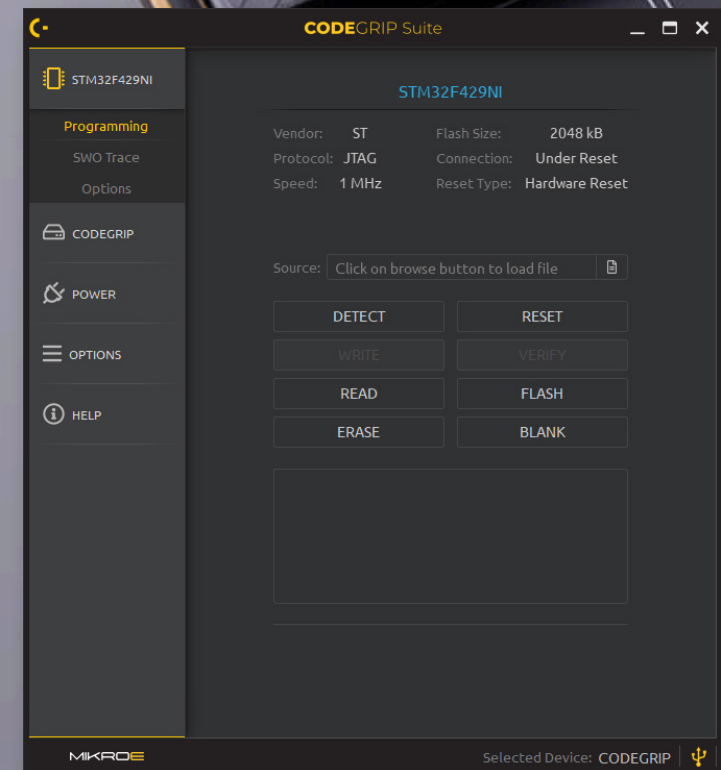 CODEGRIP Suite
STM32F429NI
Programming
SWO Trace
Options
CODEGRIP
POWER
OPTIONS
HELP
STM32F429NI
Vendor: ST Flash Size: 2048 kB
Protocol: JTAG Connection: Under Reset
Speed: 1 MHz Reset Type: Hardware Reset
Source: Click on browse button to load file
DETECT RESET
WRITE VERIFY
READ FLASH
ERASE BLANK
MIKROE
Selected Device: CODEGRIP